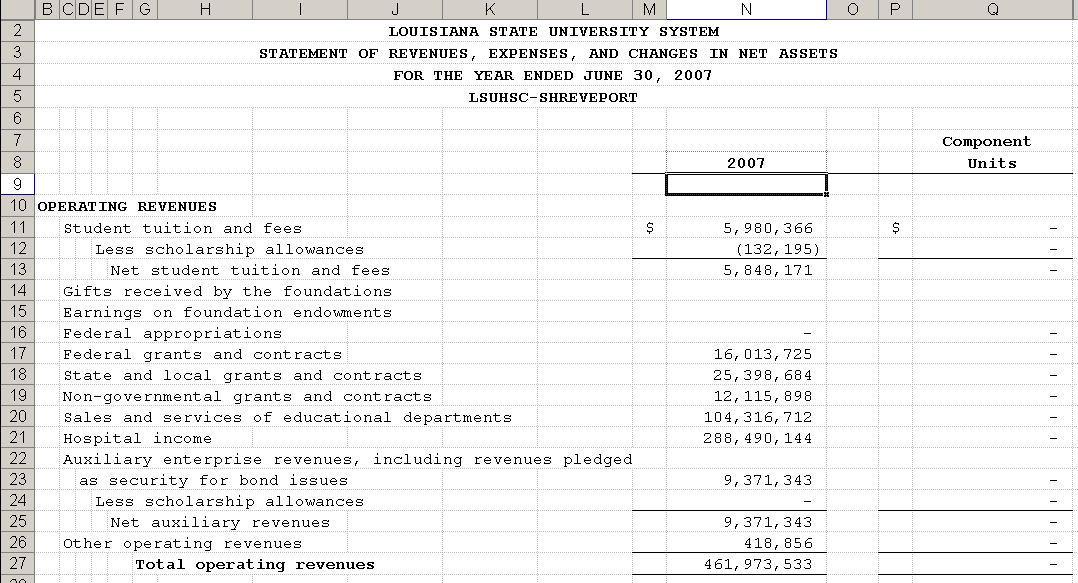 B C D E F G H I J K L M N O P Q
2 LOUISIANA STATE UNIVERSITY SYSTEM
3 STATEMENT OF REVENUES, EXPENSES, AND CHANGES IN NET ASSETS
4 FOR THE YEAR ENDED JUNE 30, 2007
5 LSUHSC-SHREVEPORT
6
7 Component
8 2007 Units
9
10 OPERATING REVENUES
11 Student tuition and fees $ 5,980,366 $ -
12 Less scholarship allowances (132,195) -
13 Net student tuition and fees 5,848,171 -
14 Gifts received by the foundations
15 Earnings on foundation endowments
16 Federal appropriations - -
17 Federal grants and contracts 16,013,725 -
18 State and local grants and contracts 25,398,684 -
19 Non-governmental grants and contracts 12,115,898 -
20 Sales and services of educational departments 104,316,712 -
21 Hospital income 288,490,144 -
22 Auxiliary enterprise revenues, including revenues pledged
23 as security for bond issues 9,371,343 -
24 Less scholarship allowances - -
25 Net auxiliary revenues 9,371,343 -
26 Other operating revenues 418,856 -
27 Total operating revenues 461,973,533 -